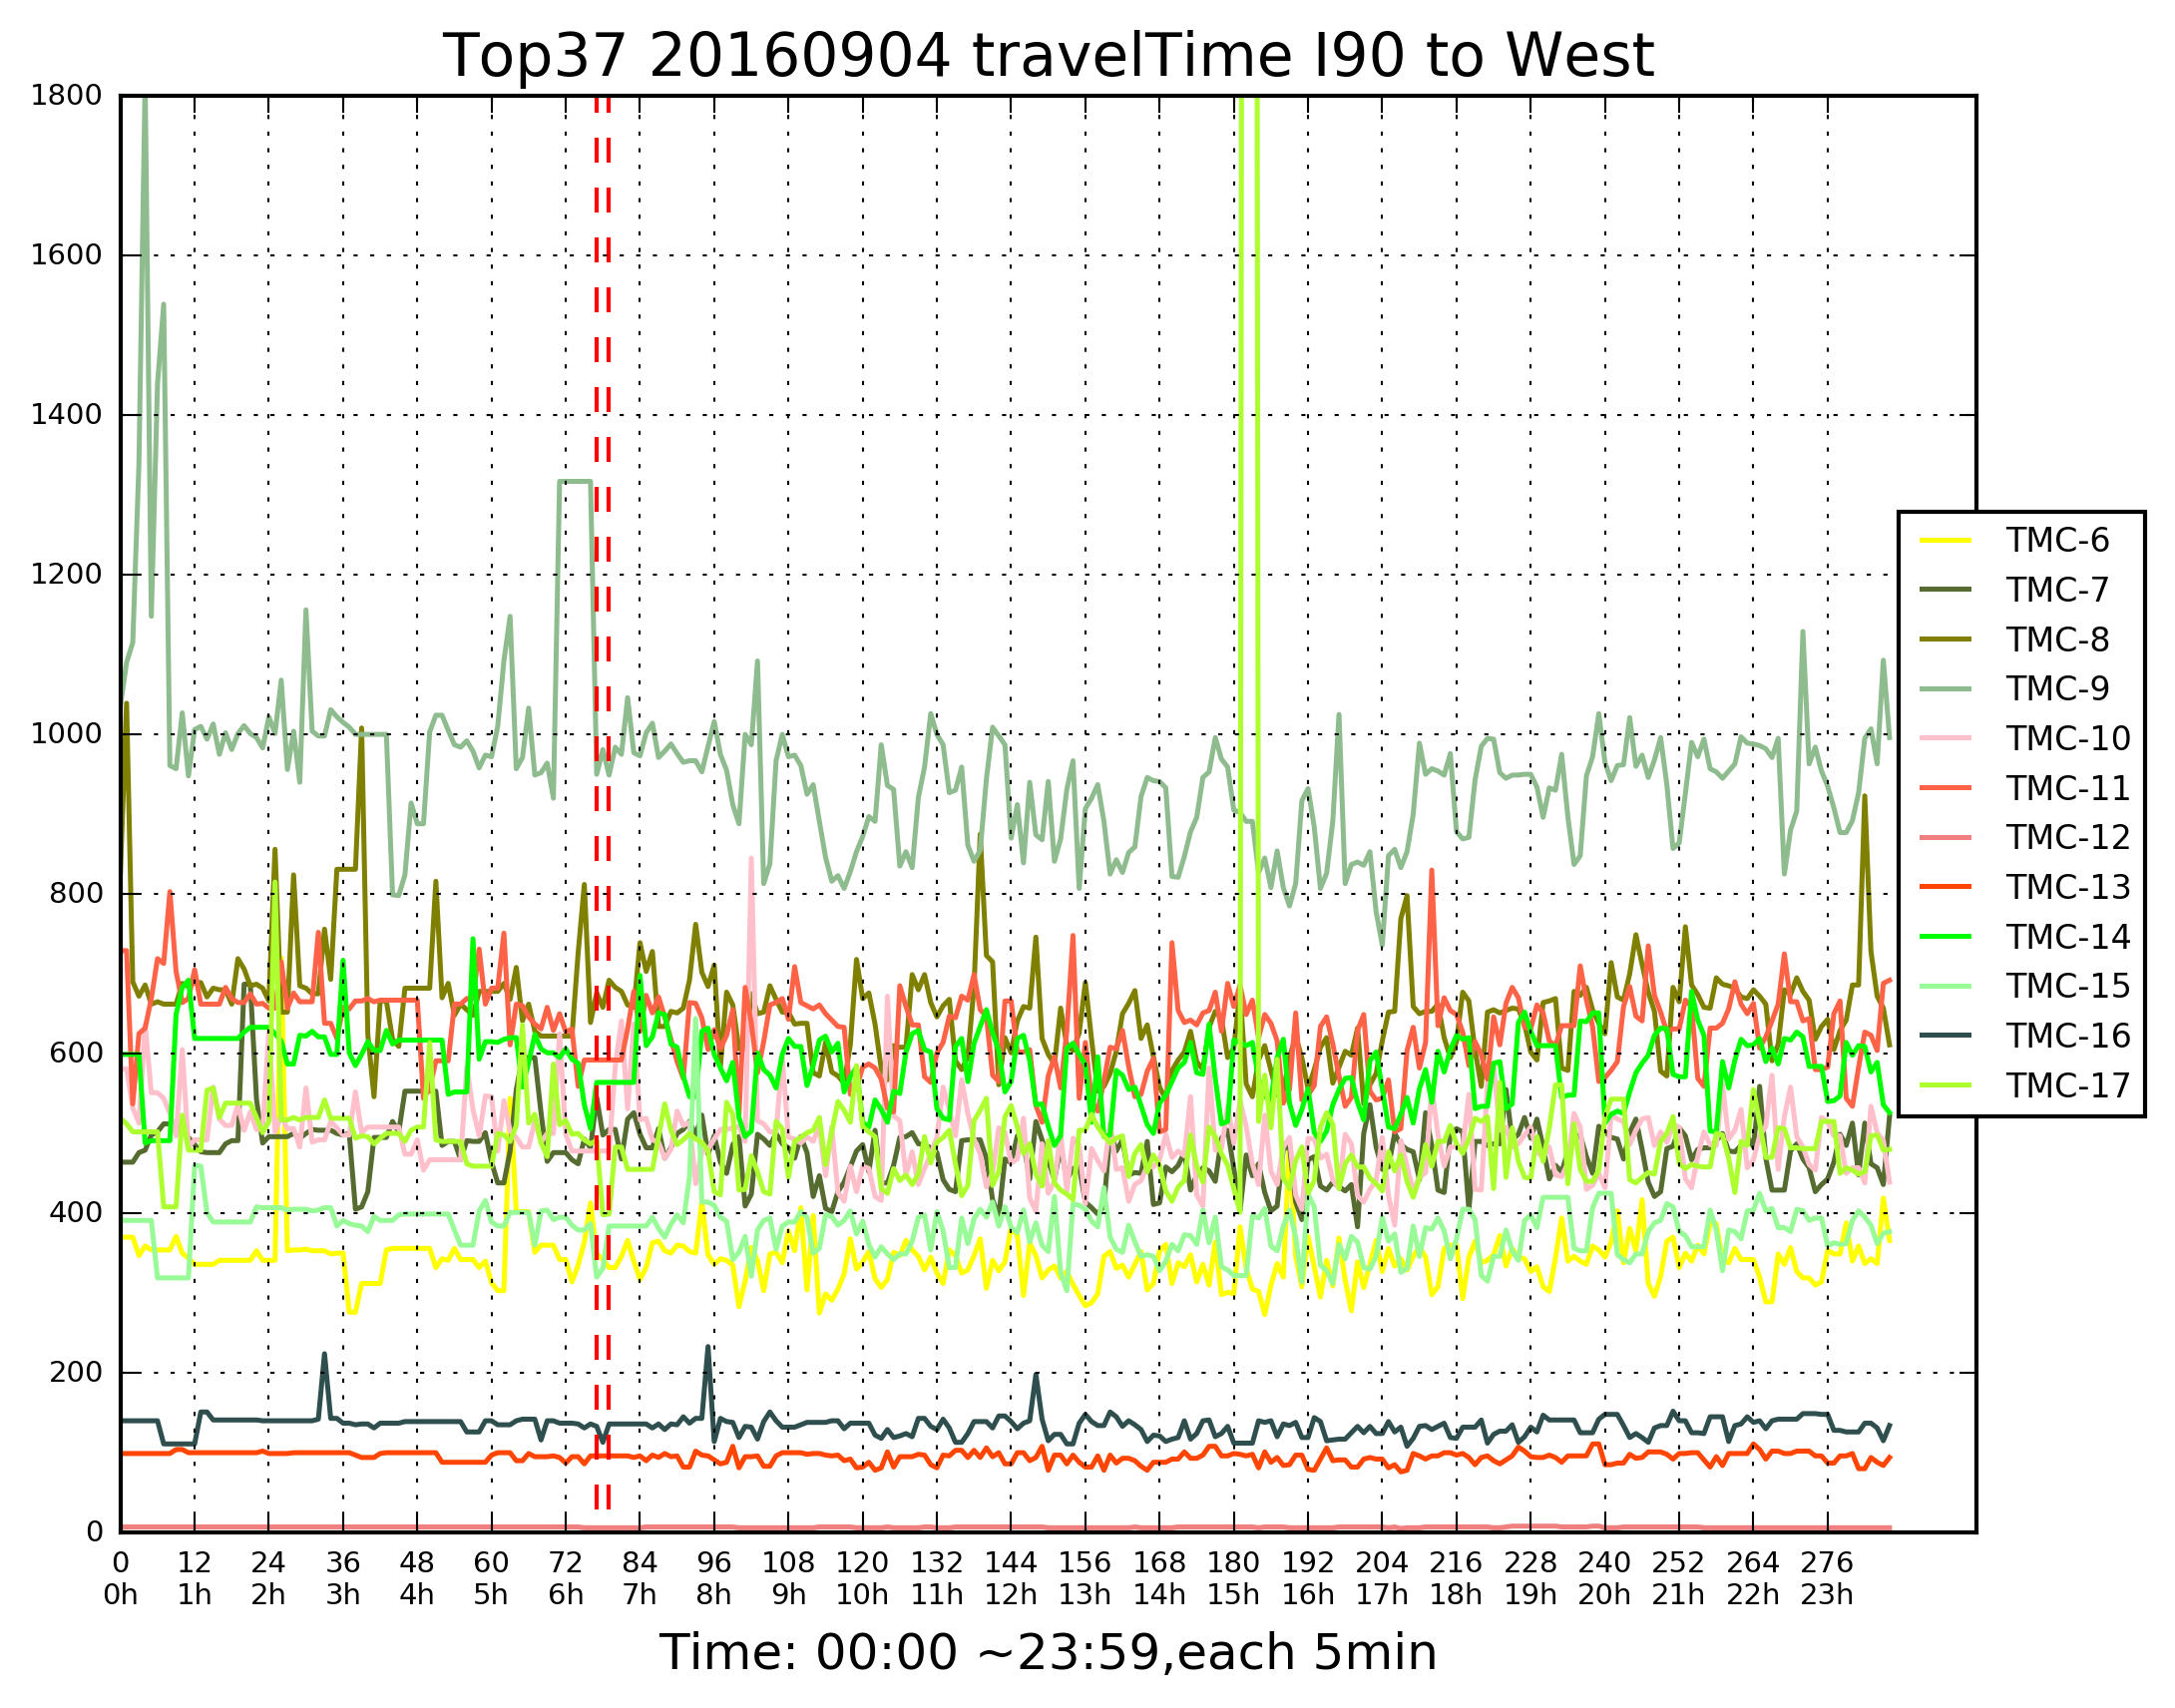 Top37 20160904 travelTime I90 to West
1800
1600
1400
1200
1000
800
600
400
200
0
TMC-6
TMC-7
TMC-8
TMC-9
TMC-10
TMC-11
TMC-12
TMC-13
TMC-14
TMC-15
TMC-16
TMC-17
0 12 24 36 48 60 72 84 96 108 120 132 144 156 168 180 192 204 216 228 240 252 264 276
0h 1h 2h 3h 4h 5h 6h 7h 8h 9h 10h 11h 12h 13h 14h 15h 16h 17h 18h 19h 20h 21h 22h 23h
Time: 00:00 ~23:59,each 5min